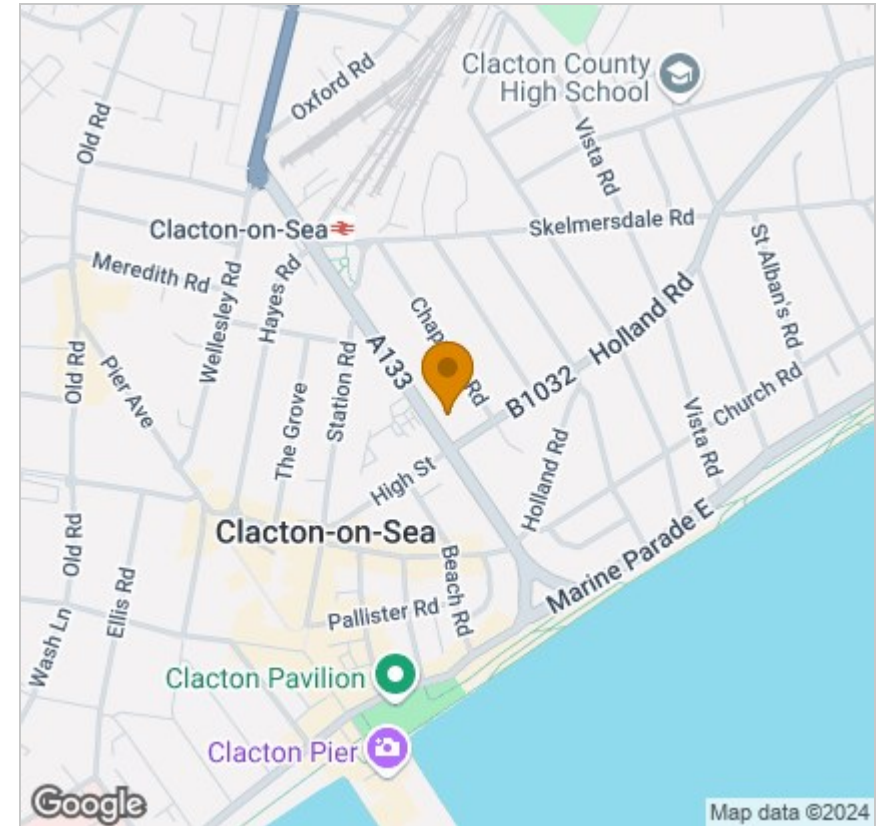 Clacton County
High School
Oxford Rd
Old Rd
Vista Rd
Clacton-on-Sea
Skelmersdale Rd
St Alban's Rd
Meredith Rd
Wellesley Rd
Hayes Rd
Holland Rd
A133
Old Rd
Pier Ave
Station Rd
The Grove
B1032
Church Rd
Vista Rd
High St
Holland Rd
Clacton-on-Sea
Marine Parade E
Old Rd
Ellis Rd
Beach Rd
Wash Ln
Pallister Rd
Clacton Pavilion
Clacton Pier
Google
Map data ©2024